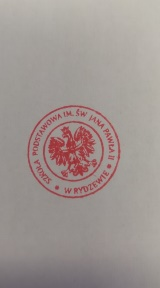 SZKOŁA PODSTAWOWA IM. ŚW. JANA PAWŁA II
* W RYDZEWIE *